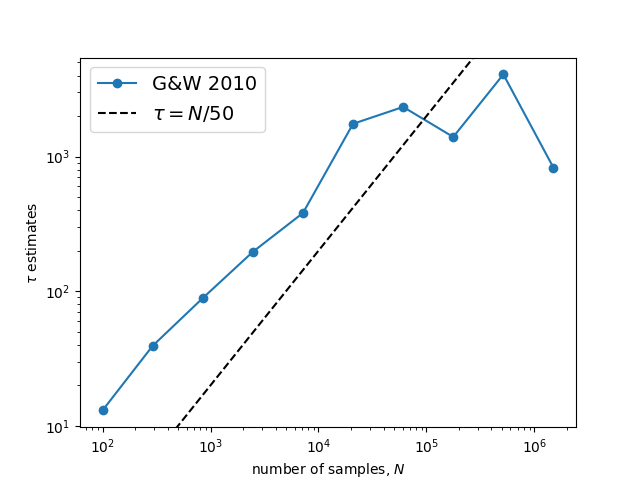 G&W 2010
τ = N/50
10³
10²
10¹
τ estimates
10² 10³ 10⁴ 10⁵ 10⁶
number of samples, N